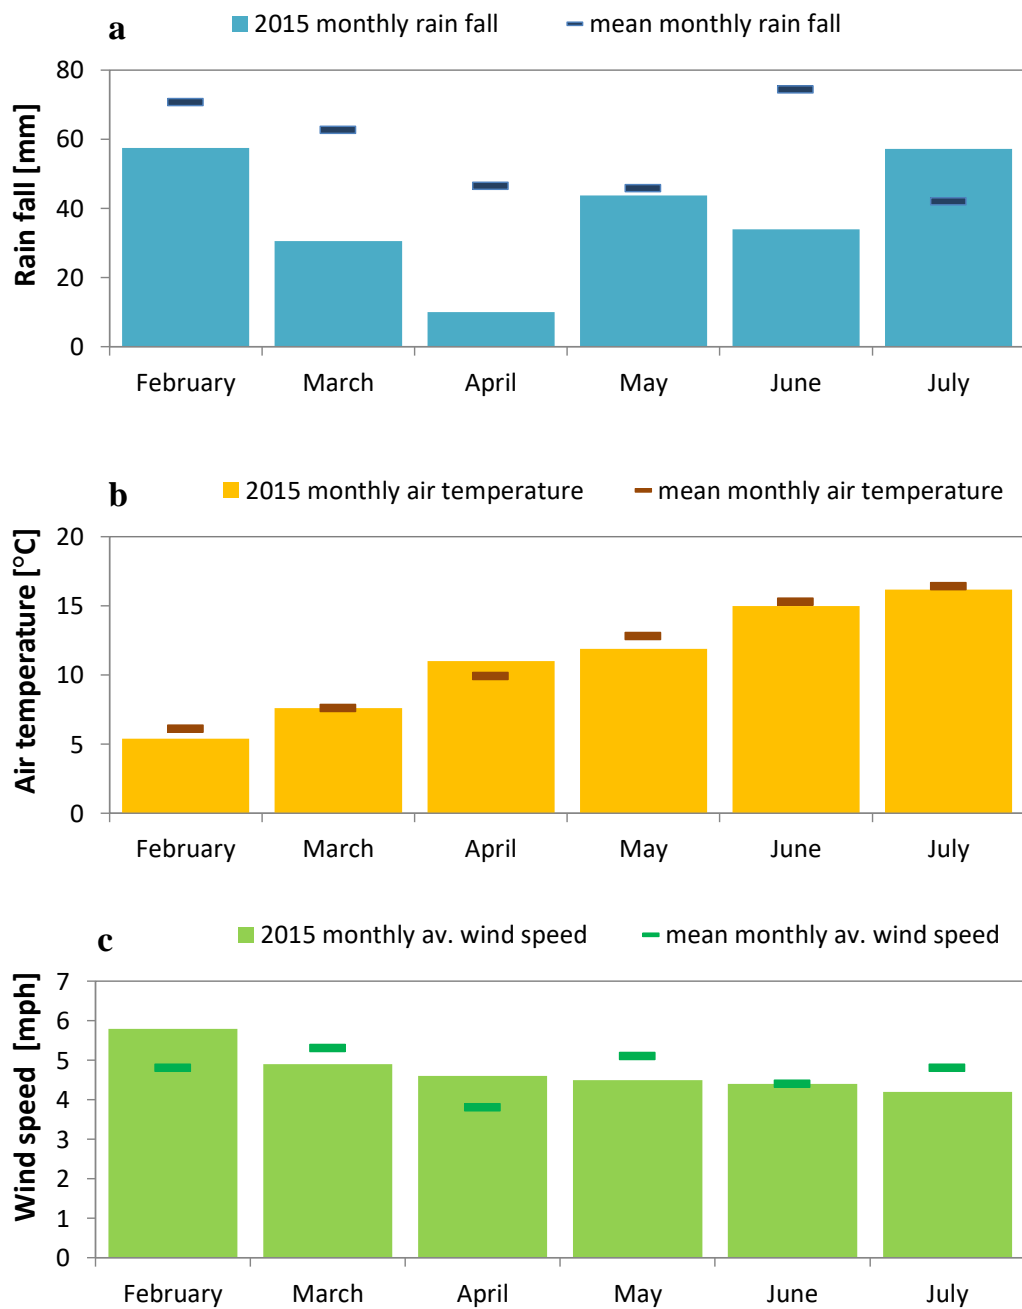 a
2015 monthly rain fall
mean monthly rain fall
Rain fall [mm]
80
60
40
20
0
February March April May June July
b
2015 monthly air temperature
mean monthly air temperature
Air temperature [°C]
20
15
10
5
0
February March April May June July
c
2015 monthly av. wind speed
mean monthly av. wind speed
Wind speed [mph]
7
6
5
4
3
2
1
0
February March April May June July